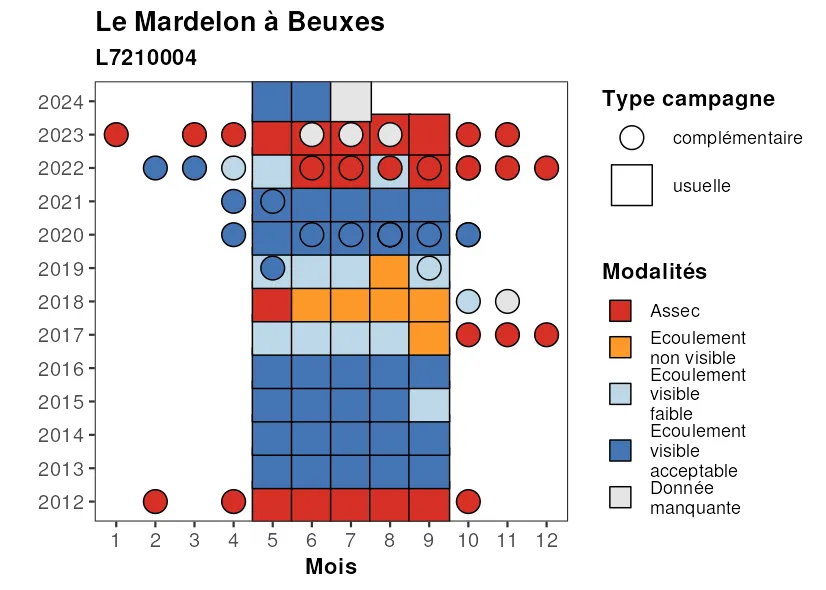 Le Mardelon à Beuxes
L7210004
2024
2023
2022
2021
2020
2019
2018
2017
2016
2015
2014
2013
2012
1 2 3 4 5 6 7 8 9 10 11 12
Mois
Type campagne
complémentaire
usuelle
Modalités
Assec
Ecoulement
non visible
Ecoulement
visible
faible
Ecoulement
visible
acceptable
Donnée
manquante